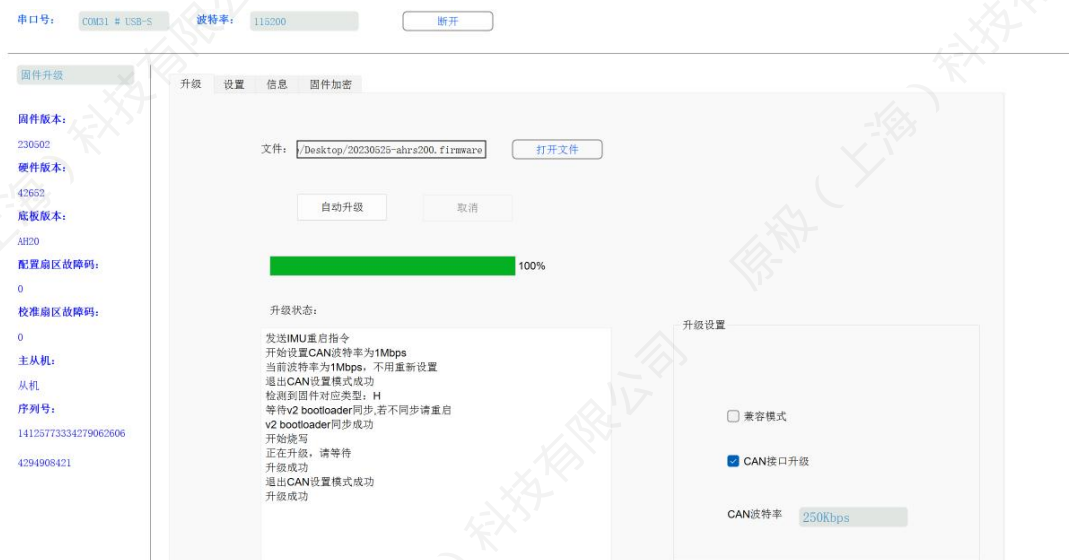 串口号： COM31 # USB-S 波特率： 115200 断开
固件升级
升级 设置 信息 固件加密
固件版本：
230502
硬件版本：
42652
底板版本：
AH20
配置扇区故障码：
0
校准扇区故障码：
0
主从机：
从机
序列号：
14125773334279062606
4294908421
文件： /Desktop/20230525-ahrs200.firmware 打开文件
自动升级 取消
100%
升级状态：
发送IMU重启指令
开始设置CAN波特率为1Mbps
当前波特率为1Mbps，不用重新设置
退出CAN设置模式成功
检测到固件对应类型：H
等待v2 bootloader同步,若不同步请重启
v2 bootloader同步成功
开始烧写
正在升级，请等待
升级成功
退出CAN设置模式成功
升级成功
升级设置
兼容模式
CAN接口升级
CAN波特率 250Kbps
原极（上海）科技有限公司